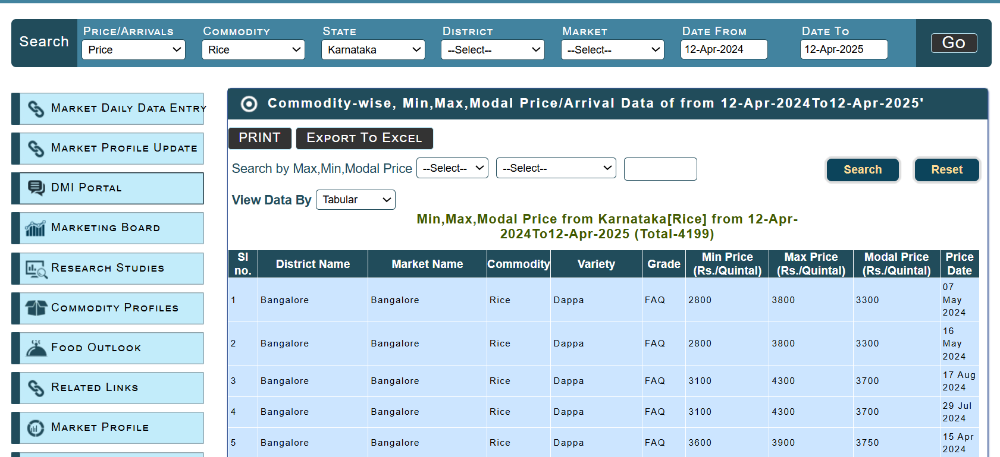 Search
Price/Arrivals Commodity State District Market Date From Date To
Price Rice Karnataka --Select-- --Select-- 12-Apr-2024 12-Apr-2025
Go
Market Daily Data Entry
Market Profile Update
DMI Portal
Marketing Board
Research Studies
Commodity Profiles
Food Outlook
Related Links
Market Profile
Commodity-wise, Min,Max,Modal Price/Arrival Data of from 12-Apr-2024To12-Apr-2025'
PRINT Export To Excel
Search by Max,Min,Modal Price --Select-- --Select-- Search Reset
View Data By Tabular
Min,Max,Modal Price from Karnataka[Rice] from 12-Apr-
2024To12-Apr-2025 (Total-4199)
Sl no. District Name Market Name Commodity Variety Grade Min Price (Rs./Quintal) Max Price (Rs./Quintal) Modal Price (Rs./Quintal) Price Date
1 Bangalore Bangalore Rice Dappa FAQ 2800 3800 3300 07 May 2024
2 Bangalore Bangalore Rice Dappa FAQ 2800 3800 3300 16 May 2024
3 Bangalore Bangalore Rice Dappa FAQ 3100 4300 3700 17 Aug 2024
4 Bangalore Bangalore Rice Dappa FAQ 3100 4300 3700 29 Jul 2024
5 Bangalore Bangalore Rice Dappa FAQ 3600 3900 3750 15 Apr 2024